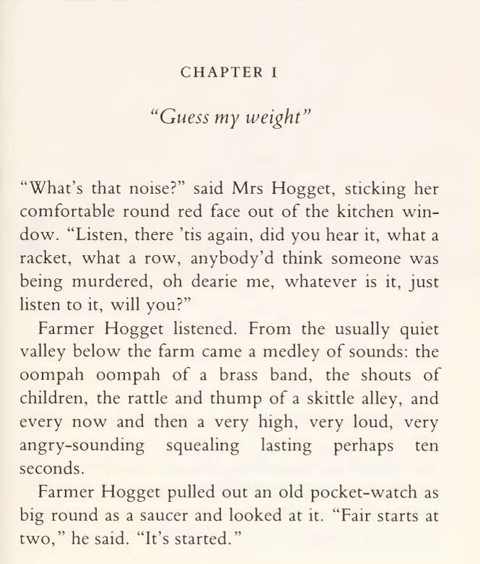 CHAPTER I
“Guess my weight”
“What’s that noise?” said Mrs Hogget, sticking her
comfortable round red face out of the kitchen win-
dow. “Listen, there ’tis again, did you hear it, what a
racket, what a row, anybody’d think someone was
being murdered, oh dearie me, whatever is it, just
listen to it, will you?”
Farmer Hogget listened. From the usually quiet
valley below the farm came a medley of sounds: the
oompah oompah of a brass band, the shouts of
children, the rattle and thump of a skittle alley, and
every now and then a very high, very loud, very
angry-sounding squealing lasting perhaps ten
seconds.
Farmer Hogget pulled out an old pocket-watch as
big round as a saucer and looked at it. “Fair starts at
two,” he said. “It’s started.”